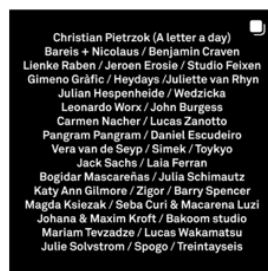 Christian Pietrzok (A letter a day)
Bareis + Nicolaus / Benjamin Craven
Lienke Raben / Jeroen Erosie / Studio Feixen
Gimeno Gràfic / Heydays /Juliette van Rhyn
Julian Hespenheide / Wedzicka
Leonardo Worx / John Burgess
Carmen Nacher / Lucas Zanotto
Pangram Pangram / Daniel Escudeiro
Vera van de Seyp / Simek / Toykyo
Jack Sachs / Laia Ferran
Bogidar Mascareñas / Julia Schimautz
Katy Ann Gilmore / Zigor / Barry Spencer
Magda Ksiezak / Seba Curi & Macarena Luzi
Johana & Maxim Kroft / Bakoom studio
Mariam Tevzadze / Lucas Wakamatsu
Julie Solvstrom / Spogo / Treintayseis